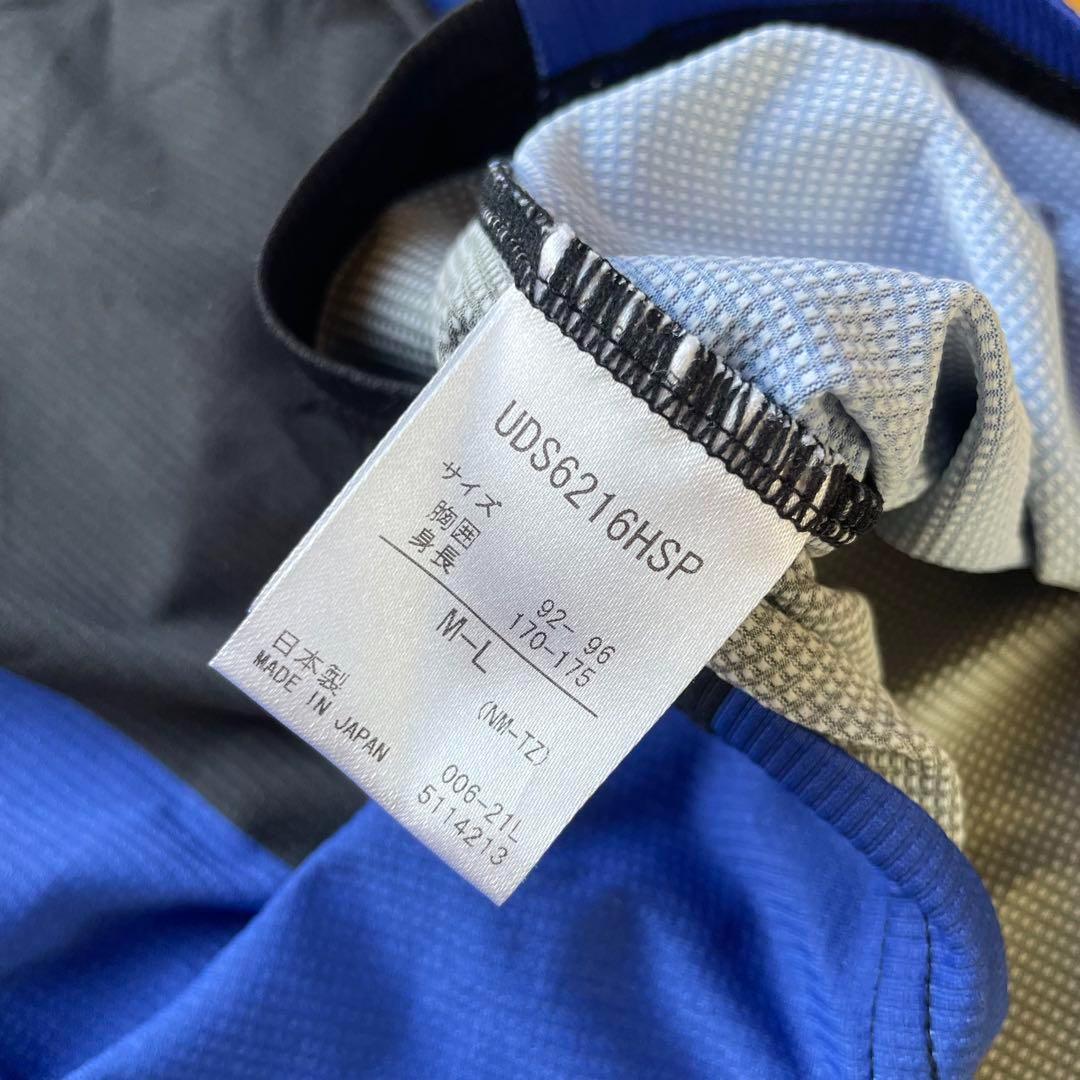 UDS6216HSP
サイズ
胸囲 92- 96
身長 170-175
M-L
(NM-TZ)
日本製
MADE IN JAPAN
006-21L
5114213